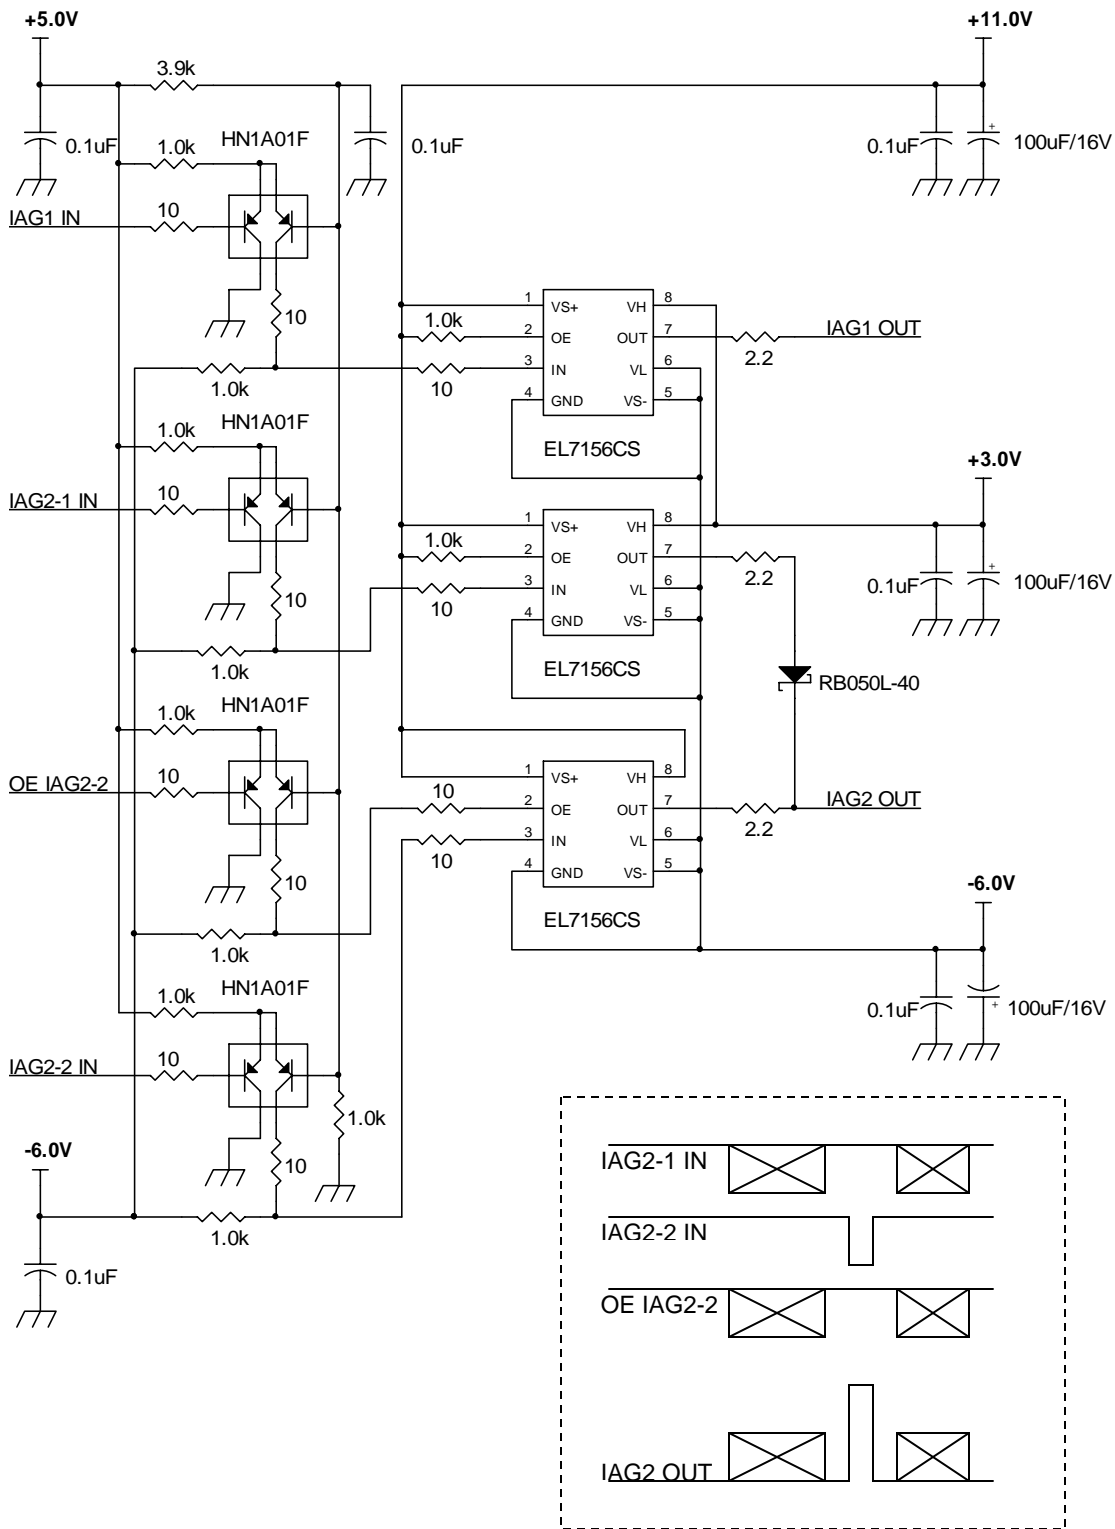 +5.0V
+11.0V
3.9k
HN1A01F
0.1uF
1.0k
0.1uF
0.1uF
+
100uF/16V
10
IAG1 IN
10
1 VS+ VH 8
1.0k
2 OE OUT 7
IAG1 OUT
2.2
3 IN VL 6
1.0k
10
4 GND VS- 5
HN1A01F
1.0k
EL7156CS
+3.0V
10
IAG2-1 IN
1 VS+ VH 8
1.0k
2 OE OUT 7
2.2
0.1uF
+
100uF/16V
10
3 IN VL 6
10
4 GND VS- 5
1.0k
EL7156CS
RB050L-40
HN1A01F
1.0k
10
OE IAG2-2
1 VS+ VH 8
10
2 OE OUT 7
IAG2 OUT
2.2
3 IN VL 6
10
4 GND VS- 5
10
-6.0V
EL7156CS
1.0k
HN1A01F
1.0k
0.1uF
+
100uF/16V
10
IAG2-2 IN
1.0k
-6.0V
10
1.0k
0.1uF
IAG2-1 IN
IAG2-2 IN
OE IAG2-2
IAG2 OUT